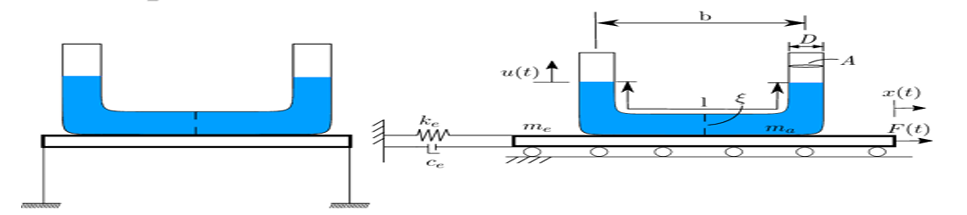 b
D
A
u(t)
x(t)
l
ξ
k_e
m_e
m_a
F(t)
c_e